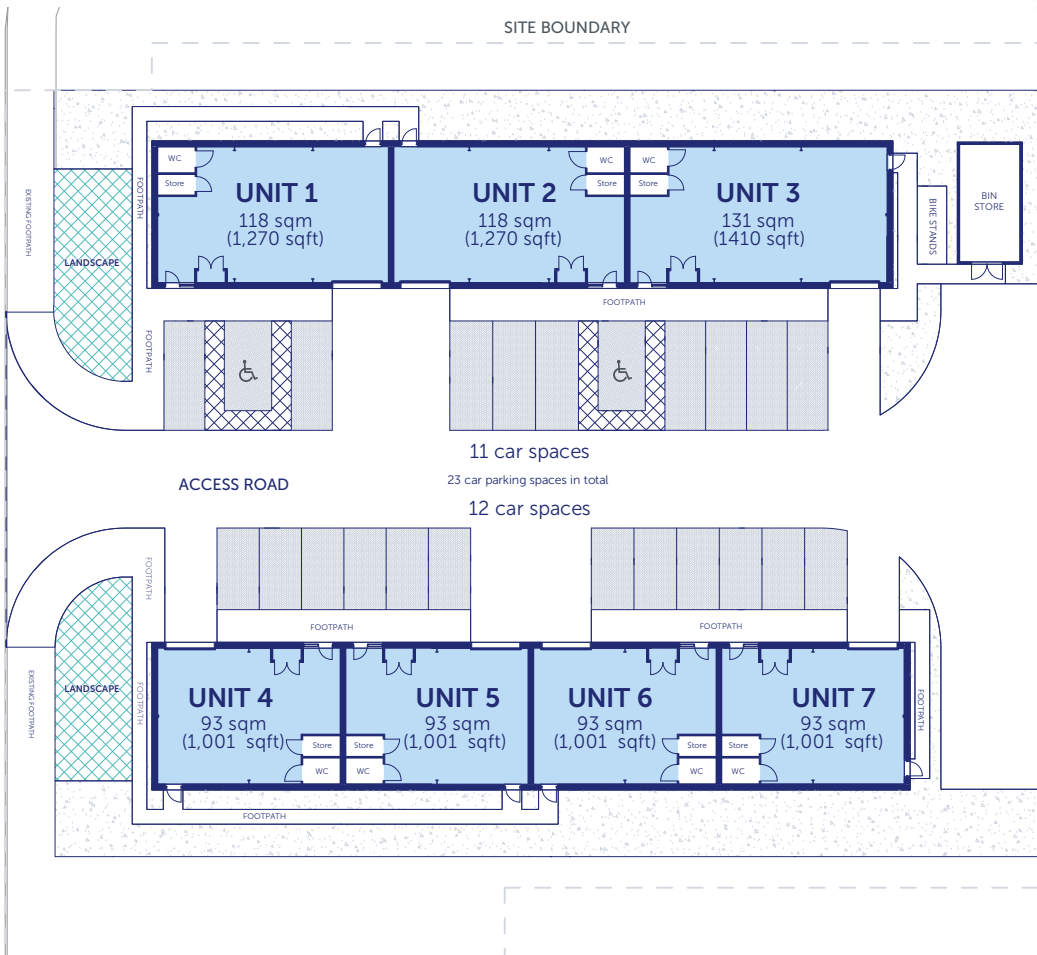 SITE BOUNDARY
EXISTING FOOTPATH
LANDSCAPE
FOOTPATH
FOOTPATH
WC
Store
UNIT 1
118 sqm
(1,270 sqft)
UNIT 2
118 sqm
(1,270 sqft)
WC
Store
WC
Store
UNIT 3
131 sqm
(1410 sqft)
BIKE STANDS
BIN
STORE
FOOTPATH
11 car spaces
23 car parking spaces in total
12 car spaces
ACCESS ROAD
FOOTPATH
FOOTPATH
FOOTPATH
EXISTING FOOTPATH
LANDSCAPE
FOOTPATH
UNIT 4
93 sqm
(1,001 sqft)
Store
WC
UNIT 5
93 sqm
(1,001 sqft)
Store
WC
UNIT 6
93 sqm
(1,001 sqft)
Store
WC
UNIT 7
93 sqm
(1,001 sqft)
Store
WC
FOOTPATH
FOOTPATH